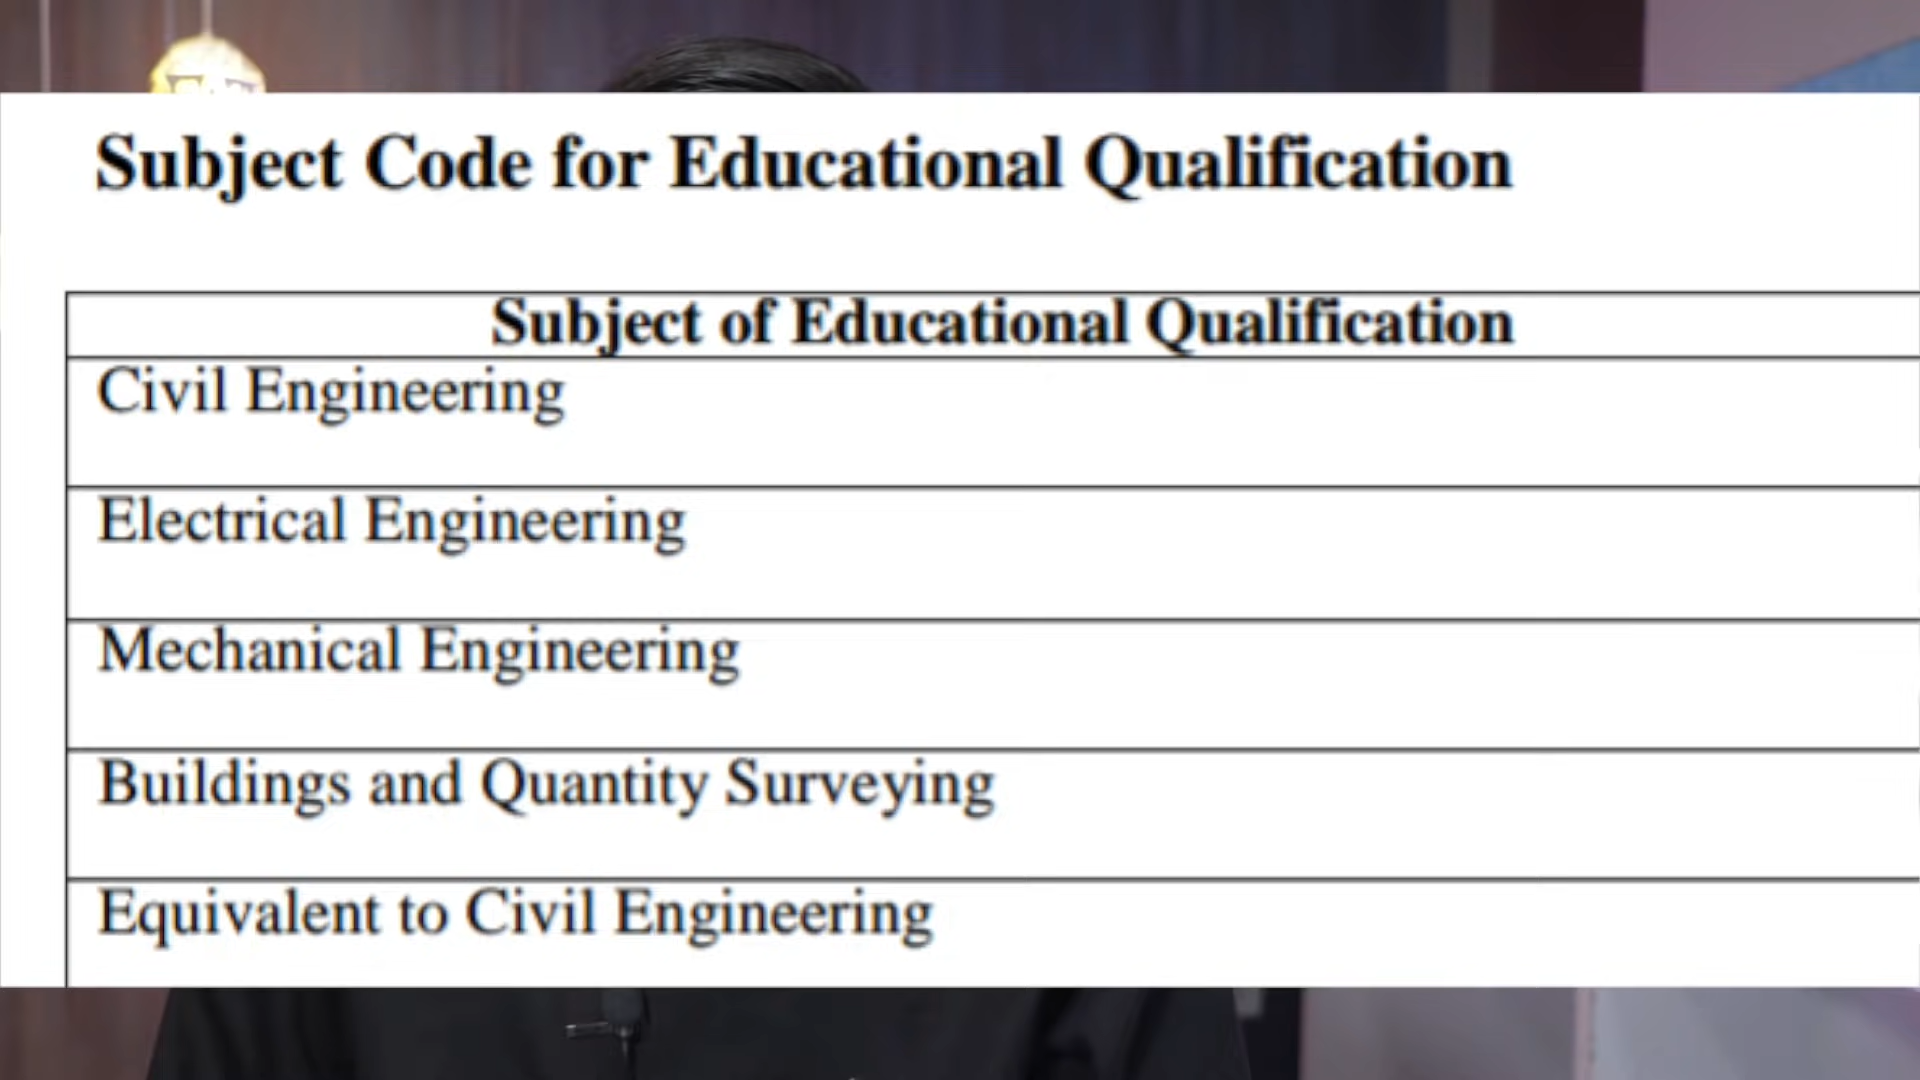 Subject Code for Educational Qualification
Subject of Educational Qualification
Civil Engineering
Electrical Engineering
Mechanical Engineering
Buildings and Quantity Surveying
Equivalent to Civil Engineering